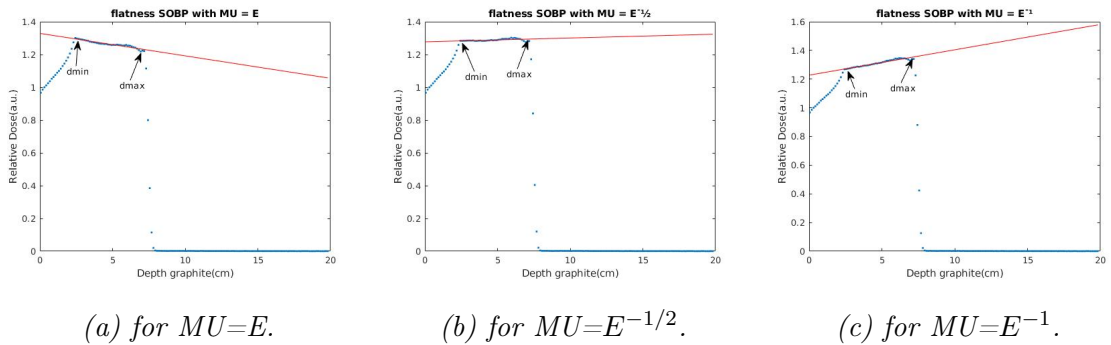 flatness SOBP with MU = E
1.4
1.2
1
0.8
0.6
0.4
0.2
0
0
5
10
15
20
Relative Dose(a.u.)
Depth graphite(cm)
dmin
dmax
(a) for MU=E.
flatness SOBP with MU = E⁻½
1.4
1.2
1
0.8
0.6
0.4
0.2
0
0
5
10
15
20
Relative Dose(a.u.)
Depth graphite(cm)
dmin
dmax
(b) for MU=E⁻¹/².
flatness SOBP with MU = E⁻¹
1.6
1.4
1.2
1
0.8
0.6
0.4
0.2
0
0
5
10
15
20
Relative Dose(a.u.)
Depth graphite(cm)
dmin
dmax
(c) for MU=E⁻¹.